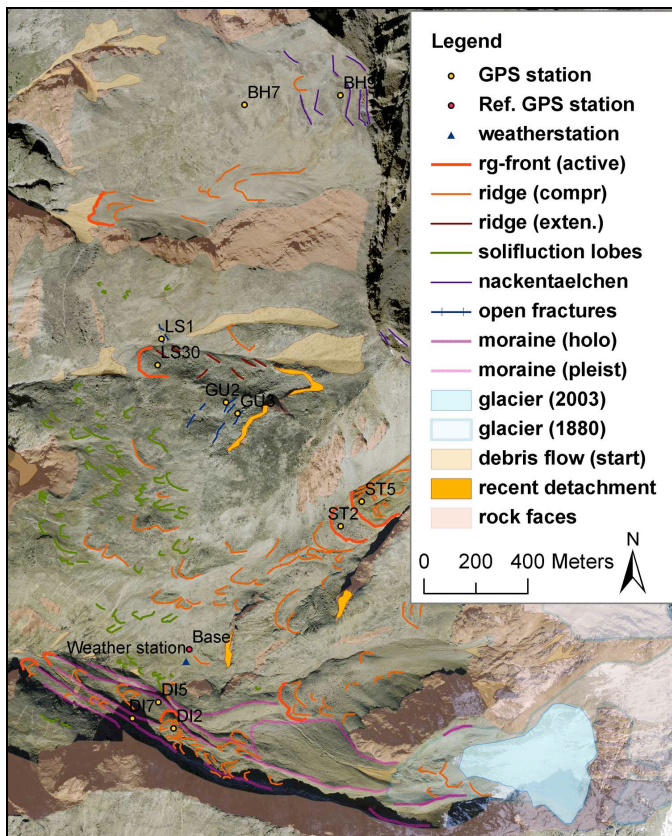 Legend
GPS station
Ref. GPS station
weatherstation
rg-front (active)
ridge (compr)
ridge (exten.)
solifluction lobes
nackentaelchen
open fractures
moraine (holo)
moraine (pleist)
glacier (2003)
glacier (1880)
debris flow (start)
recent detachment
rock faces
0 200 400 Meters
N
BH7
BH9
LS1
LS30
GU2
GU3
ST5
ST2
Weather station
Base
DI5
DI7
DI2